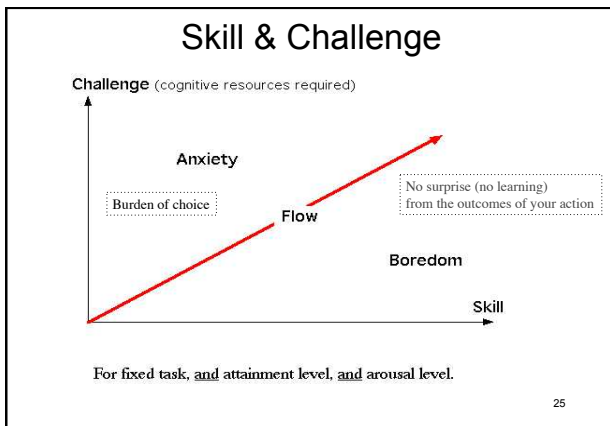 Skill & Challenge
Challenge (cognitive resources required)
Anxiety
Burden of choice
No surprise (no learning)
from the outcomes of your action
Flow
Boredom
Skill
For fixed task, and attainment level, and arousal level.
25